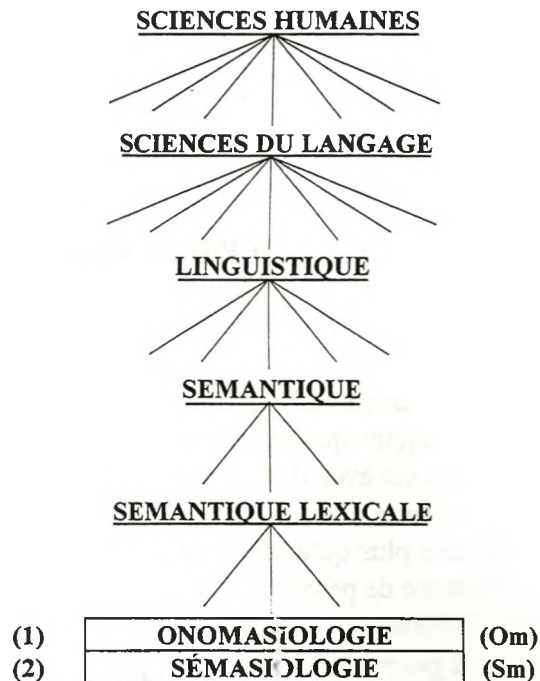 SCIENCES HUMAINES
SCIENCES DU LANGAGE
LINGUISTIQUE
SEMANTIQUE
SEMANTIQUE LEXICALE
(1) ONOMASIOLOGIE (Om)
(2) SÉMASIOLOGIE (Sm)